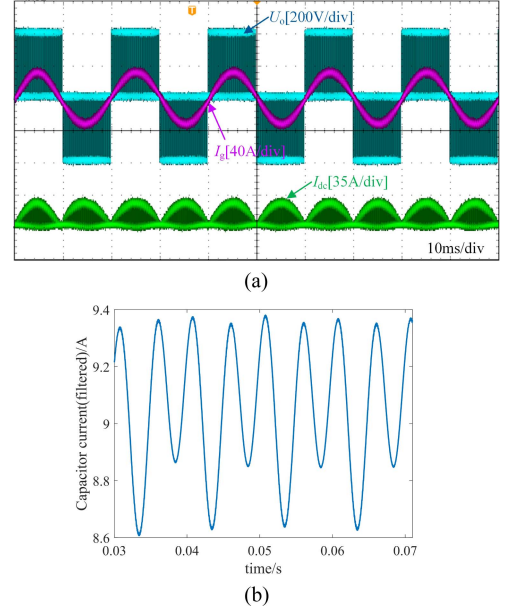 T
Uo[200V/div]
Ig[40A/div]
Idc[35A/div]
10ms/div
(a)
9.4
9.2
9
8.8
8.6
Capacitor current(filtered)/A
0.03
0.04
0.05
0.06
0.07
time/s
(b)